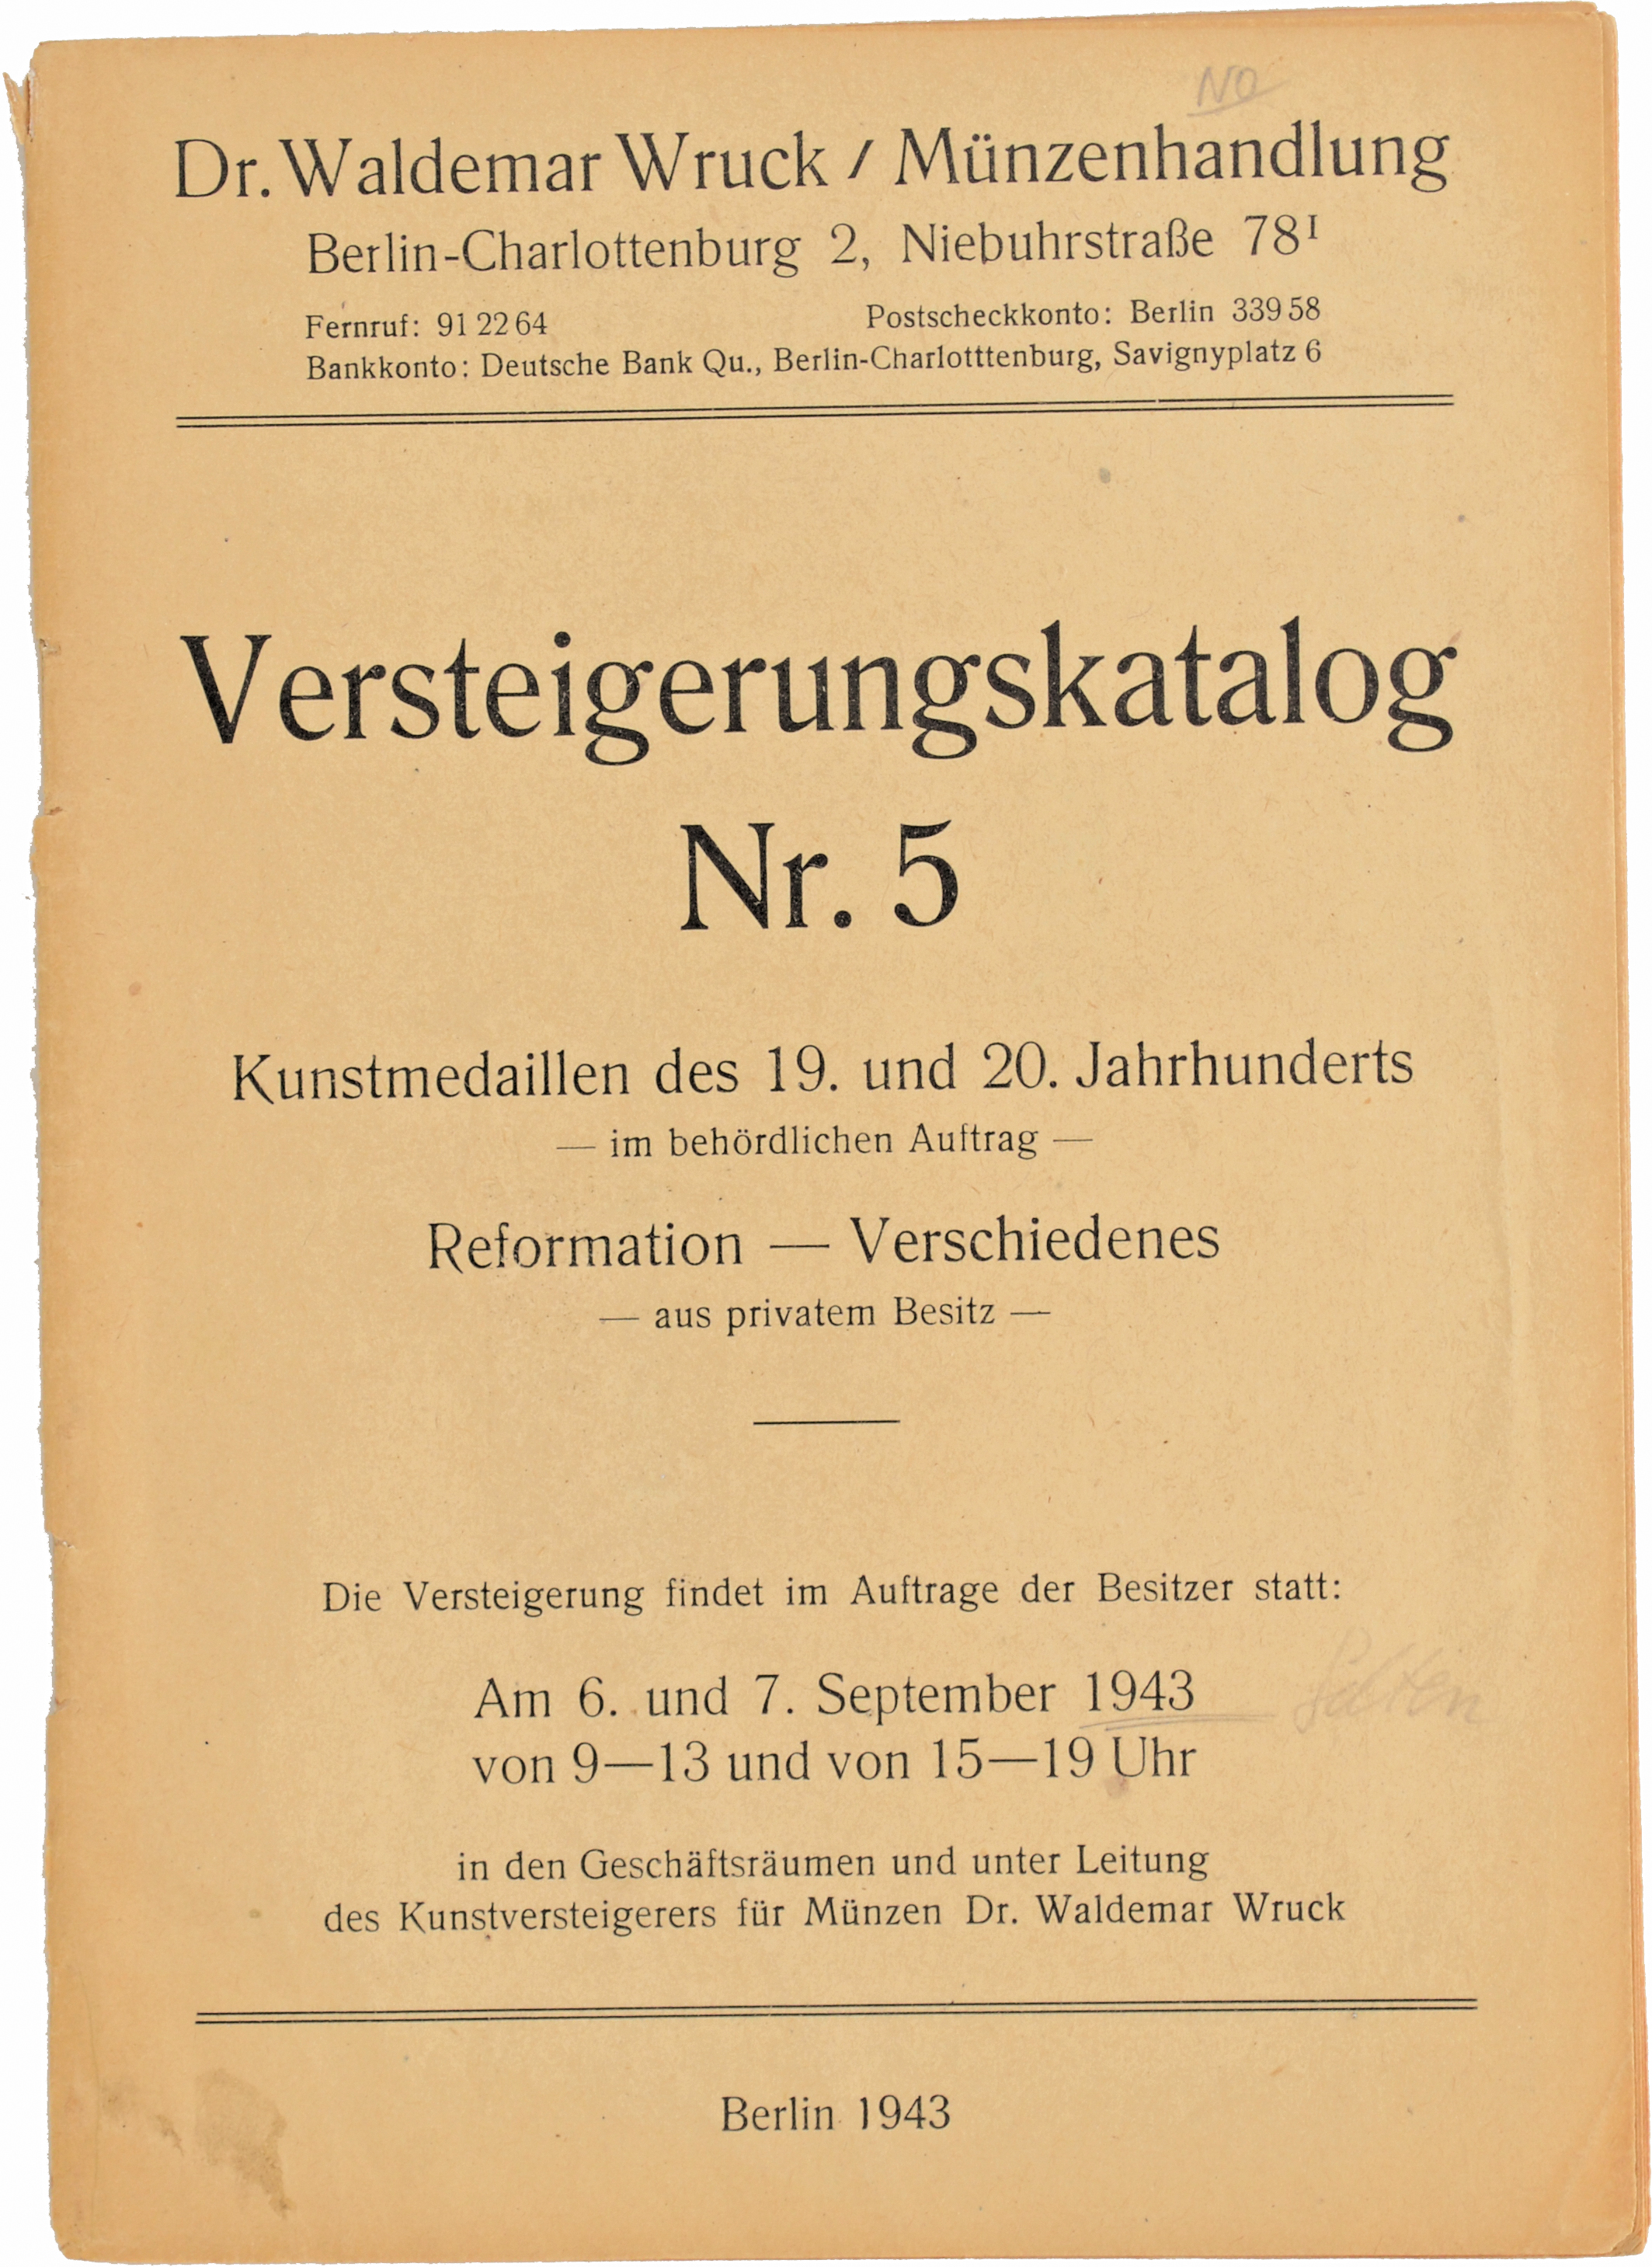 NO
Dr. Waldemar Wruck / Münzenhandlung
Berlin-Charlottenburg 2, Niebuhrstraße 78I
Fernruf: 91 22 64 Postscheckkonto: Berlin 339 58
Bankkonto: Deutsche Bank Qu., Berlin-Charlotttenburg, Savignyplatz 6
Versteigerungskatalog
Nr. 5
Kunstmedaillen des 19. und 20. Jahrhunderts
— im behördlichen Auftrag —
Reformation — Verschiedenes
— aus privatem Besitz —
Die Versteigerung findet im Auftrage der Besitzer statt:
Am 6. und 7. September 1943
von 9—13 und von 15—19 Uhr
in den Geschäftsräumen und unter Leitung
des Kunstversteigerers für Münzen Dr. Waldemar Wruck
Berlin 1943